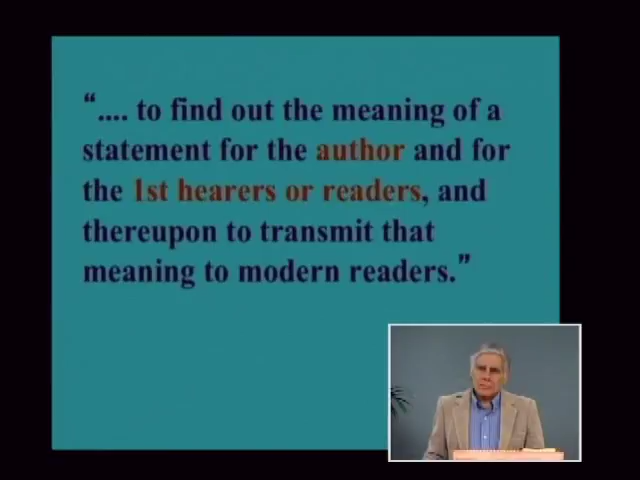 “.... to find out the meaning of a
statement for the author and for
the 1st hearers or readers, and
thereupon to transmit that
meaning to modern readers.”